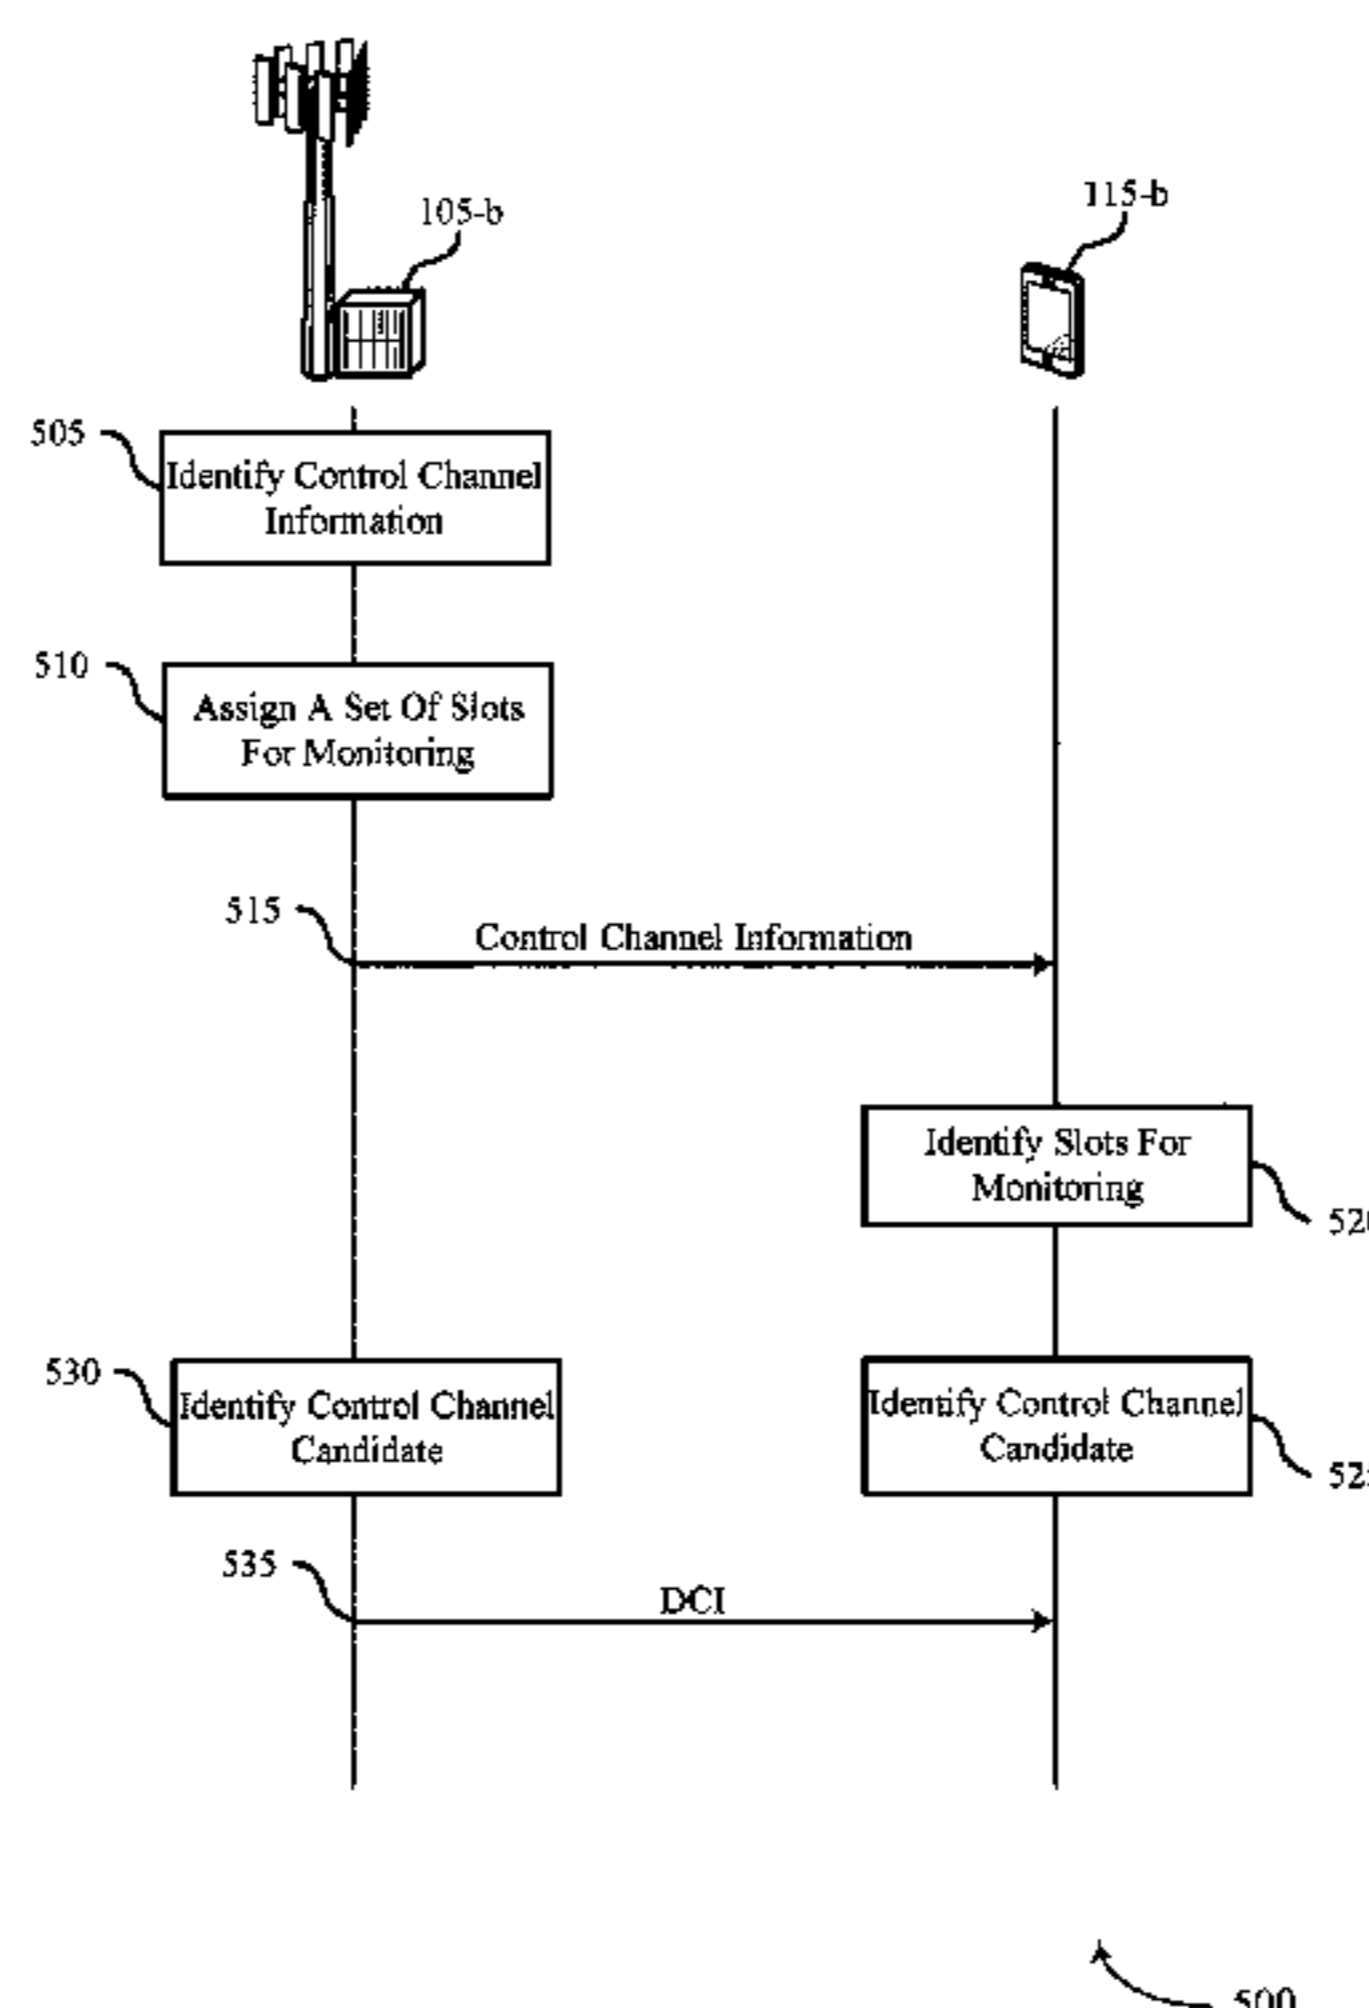 105-b
115-b
505
Identify Control Channel
Information
510
Assign A Set Of Slots
For Monitoring
515
Control Channel Information
Identify Slots For
Monitoring
530
Identify Control Channel
Candidate
Identify Control Channel
Candidate
535
DCI
500